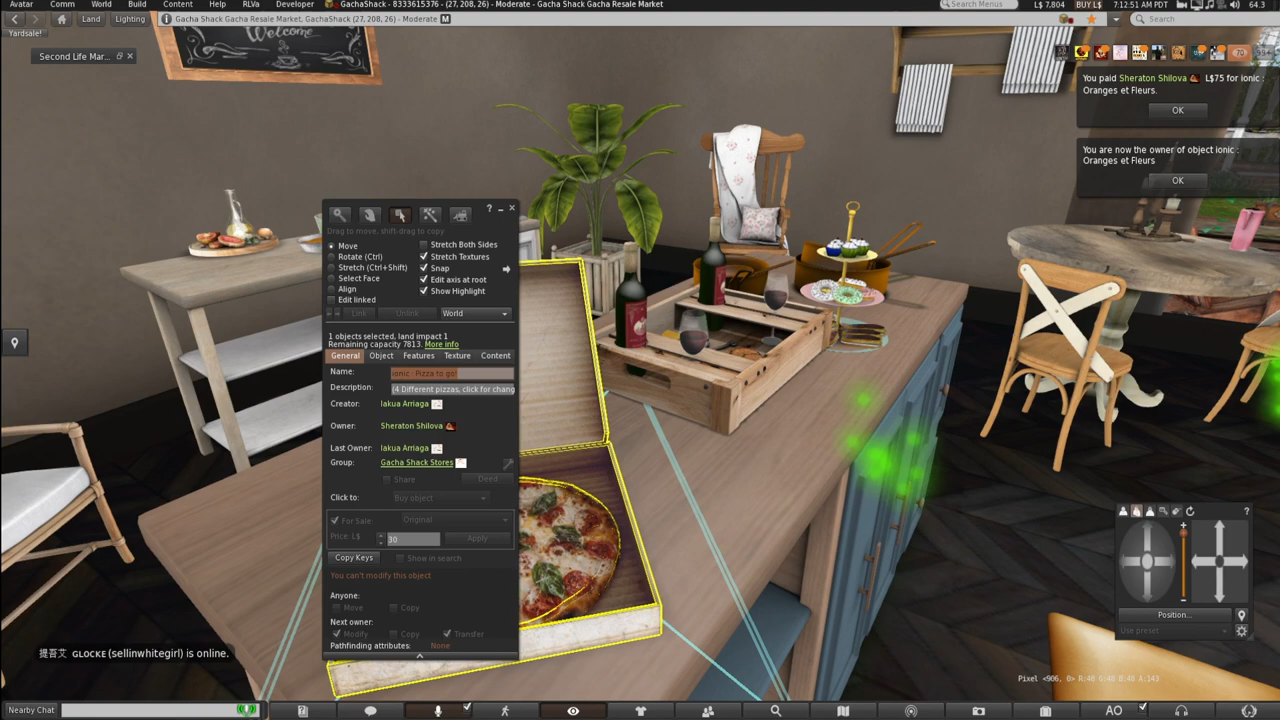 Avatar Comm World Build Content Help RLVa Developer GachaShack - 8333615376 - (27, 208, 26) - Moderate - Gacha Shack Gacha Resale Market Search Menus L$ 7,804 BUY L$ 7:12:51 AM PDT 64.3
Land Lighting GachaShack Gacha Resale Market, GachaShack (27, 208, 26) - Moderate M Search
Yardsale!
Second Life Mar...
Welcome
70
You paid Sheraton Shilova L$75 for ionic :
Oranges et Fleurs.
OK
You are now the owner of object ionic :
Oranges et Fleurs
OK
Drag to move, shift-drag to copy
Move
Rotate (Ctrl)
Stretch (Ctrl+Shift)
Select Face
Align
Edit linked
Stretch Both Sides
Stretch Textures
Snap
Edit axis at root
Show Highlight
Link Unlink World
1 objects selected, land impact 1
Remaining capacity 7813. More info
General Object Features Texture Content
Name: ionic : Pizza to go!
Description: (4 Different pizzas, click for chang
Creator: Iakua Arriaga
Owner: Sheraton Shilova
Last Owner: Iakua Arriaga
Group: Gacha Shack Stores
Share Deed
Click to: Buy object
For Sale: Original
Price: L$ 30 Apply
Copy Keys Show in search
You can't modify this object
Anyone:
Move Copy
Next owner:
Modify Copy Transfer
Pathfinding attributes: None
Position...
Use preset
GLOCKE (sellinwhitegirl) is online.
Pixel <906, 0> R:48 G:48 B:48 A:143
Nearby Chat
AO